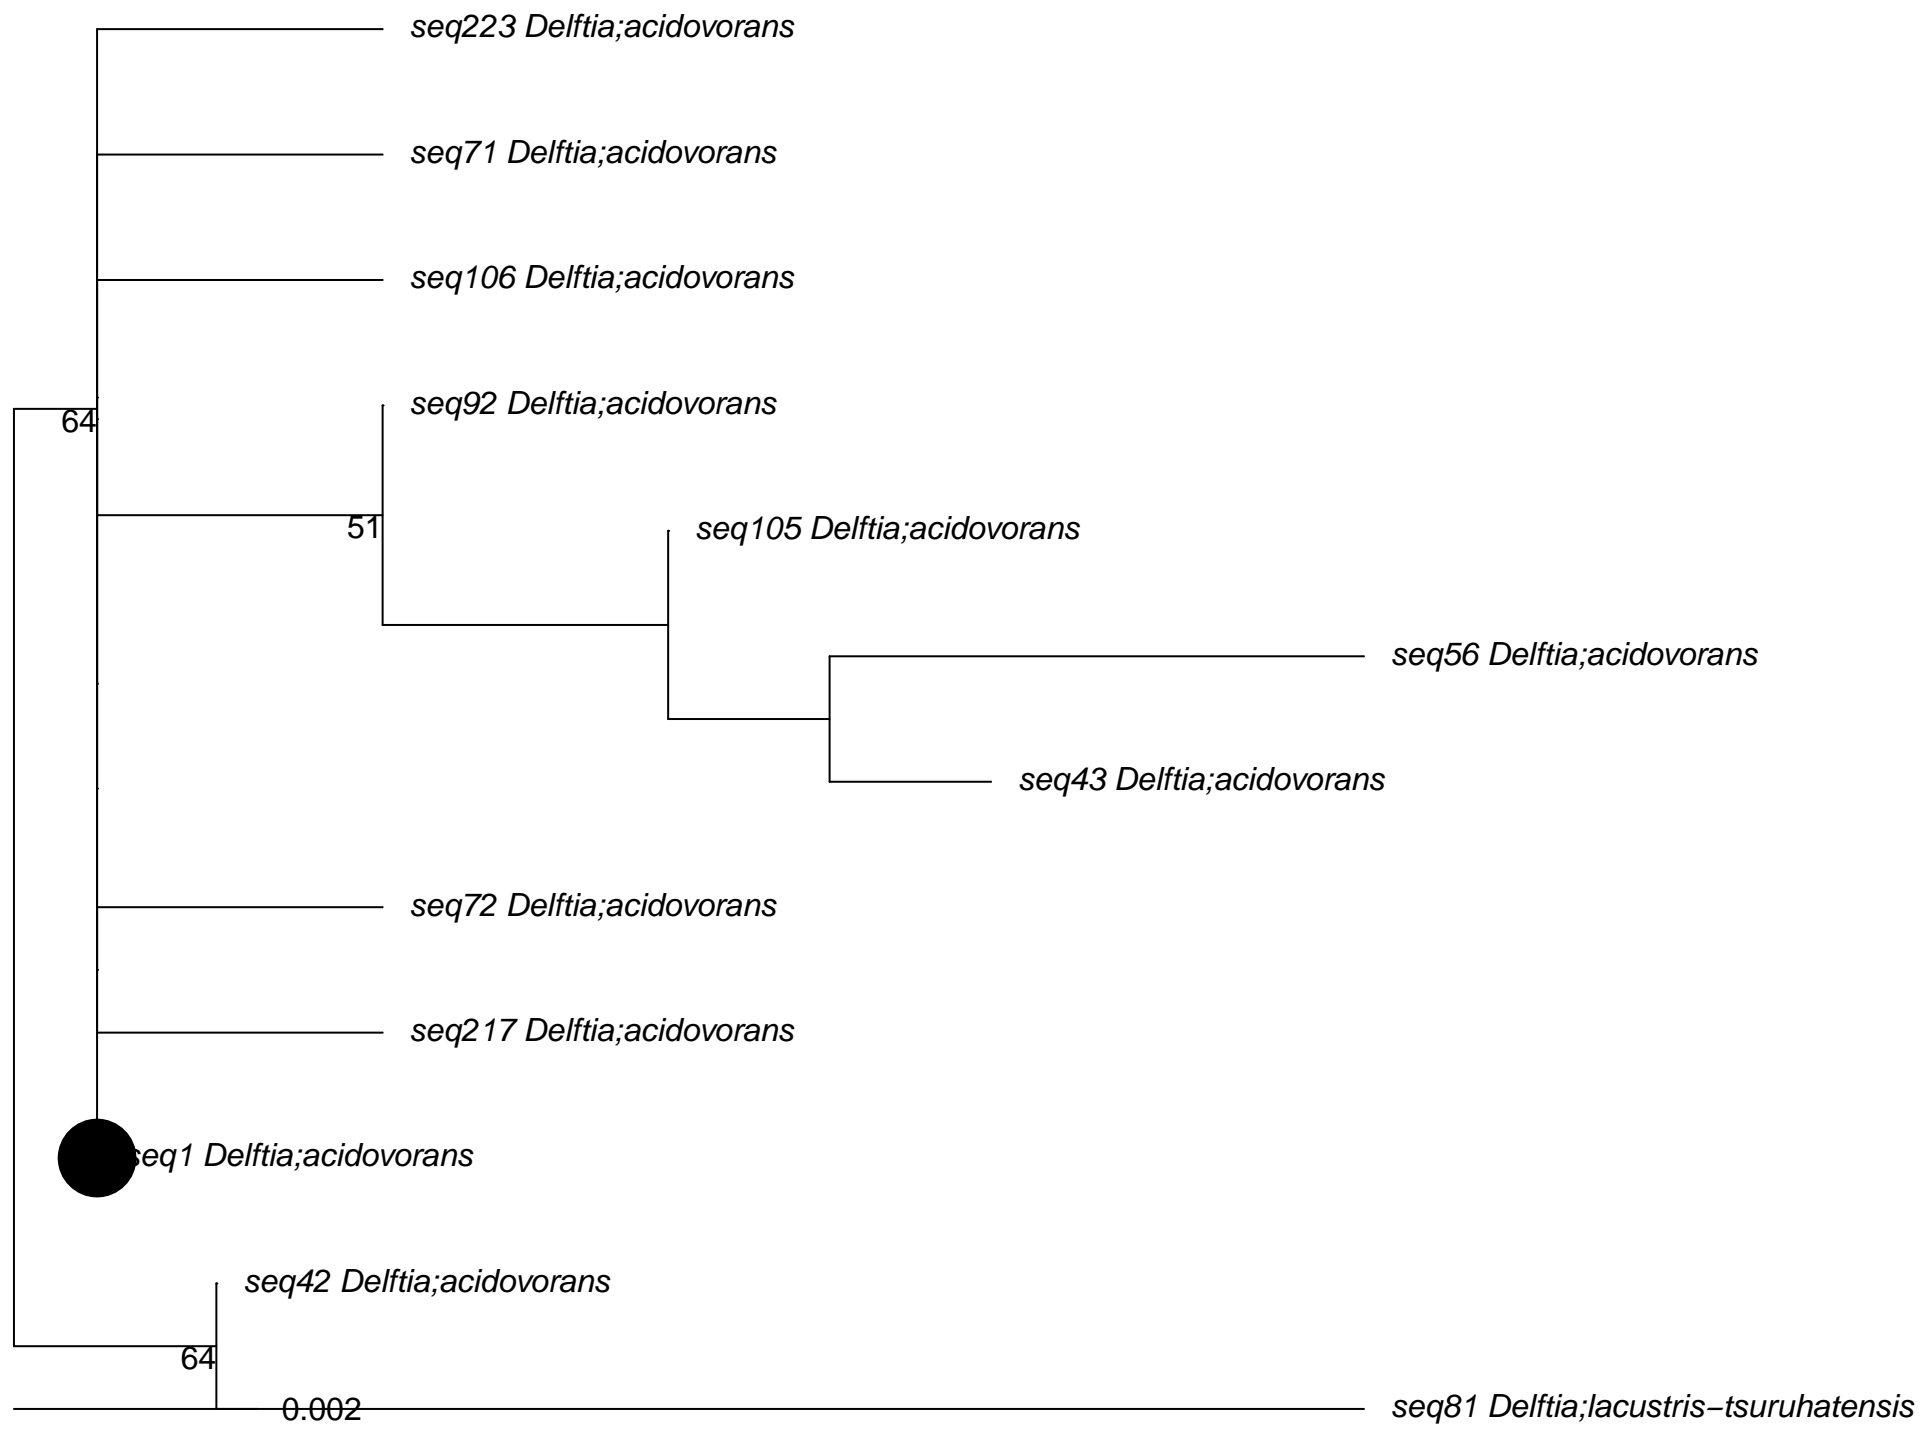 seq223 Delftia;acidovorans
seq71 Delftia;acidovorans
seq106 Delftia;acidovorans
seq92 Delftia;acidovorans
64
51
seq105 Delftia;acidovorans
seq56 Delftia;acidovorans
seq43 Delftia;acidovorans
seq72 Delftia;acidovorans
seq217 Delftia;acidovorans
seq1 Delftia;acidovorans
seq42 Delftia;acidovorans
64
0.002
seq81 Delftia;lacustris−tsuruhatensis